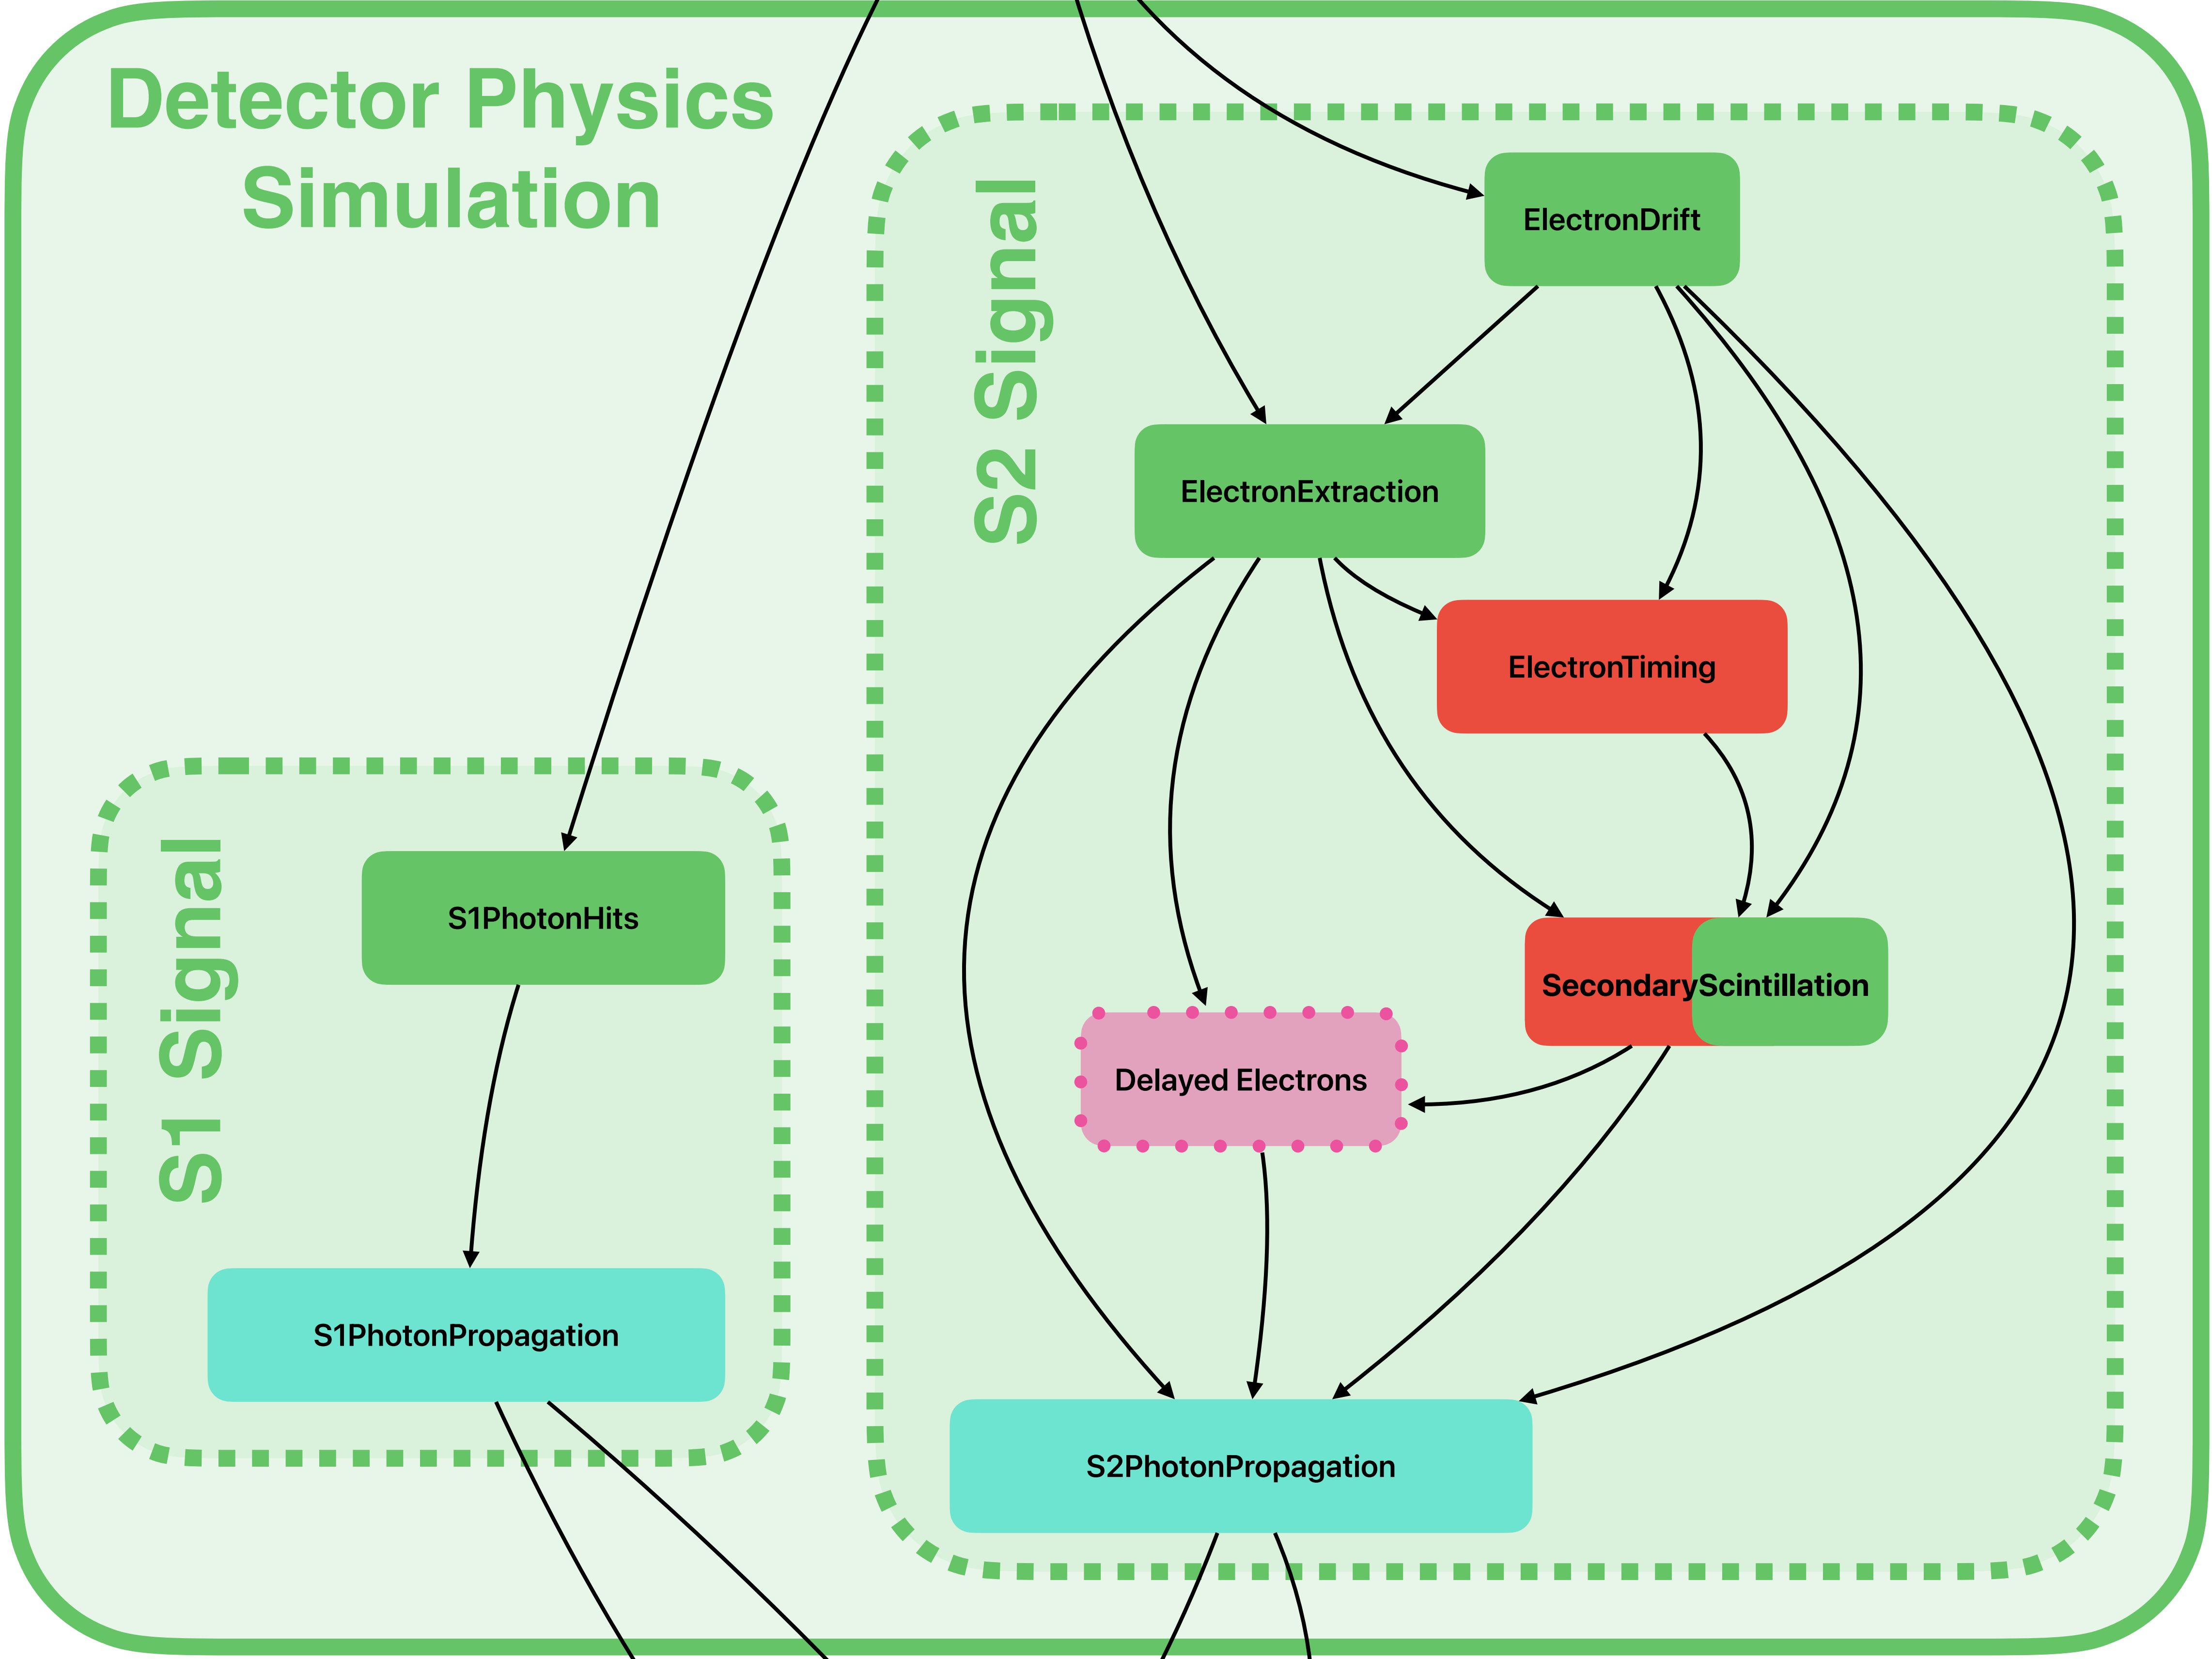 Detector Physics
Simulation
S2 Signal
ElectronDrift
ElectronExtraction
ElectronTiming
S1 Signal
S1PhotonHits
SecondaryScintillation
Delayed Electrons
S1PhotonPropagation
S2PhotonPropagation